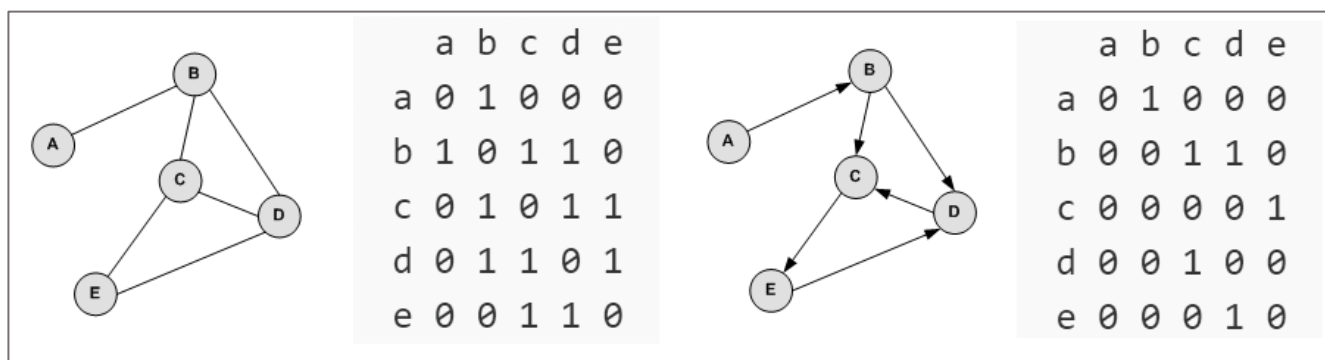 B
A
C
D
E
a b c d e
a 0 1 0 0 0
b 1 0 1 1 0
c 0 1 0 1 1
d 0 1 1 0 1
e 0 0 1 1 0
B
A
C
D
E
a b c d e
a 0 1 0 0 0
b 0 0 1 1 0
c 0 0 0 0 1
d 0 0 1 0 0
e 0 0 0 1 0